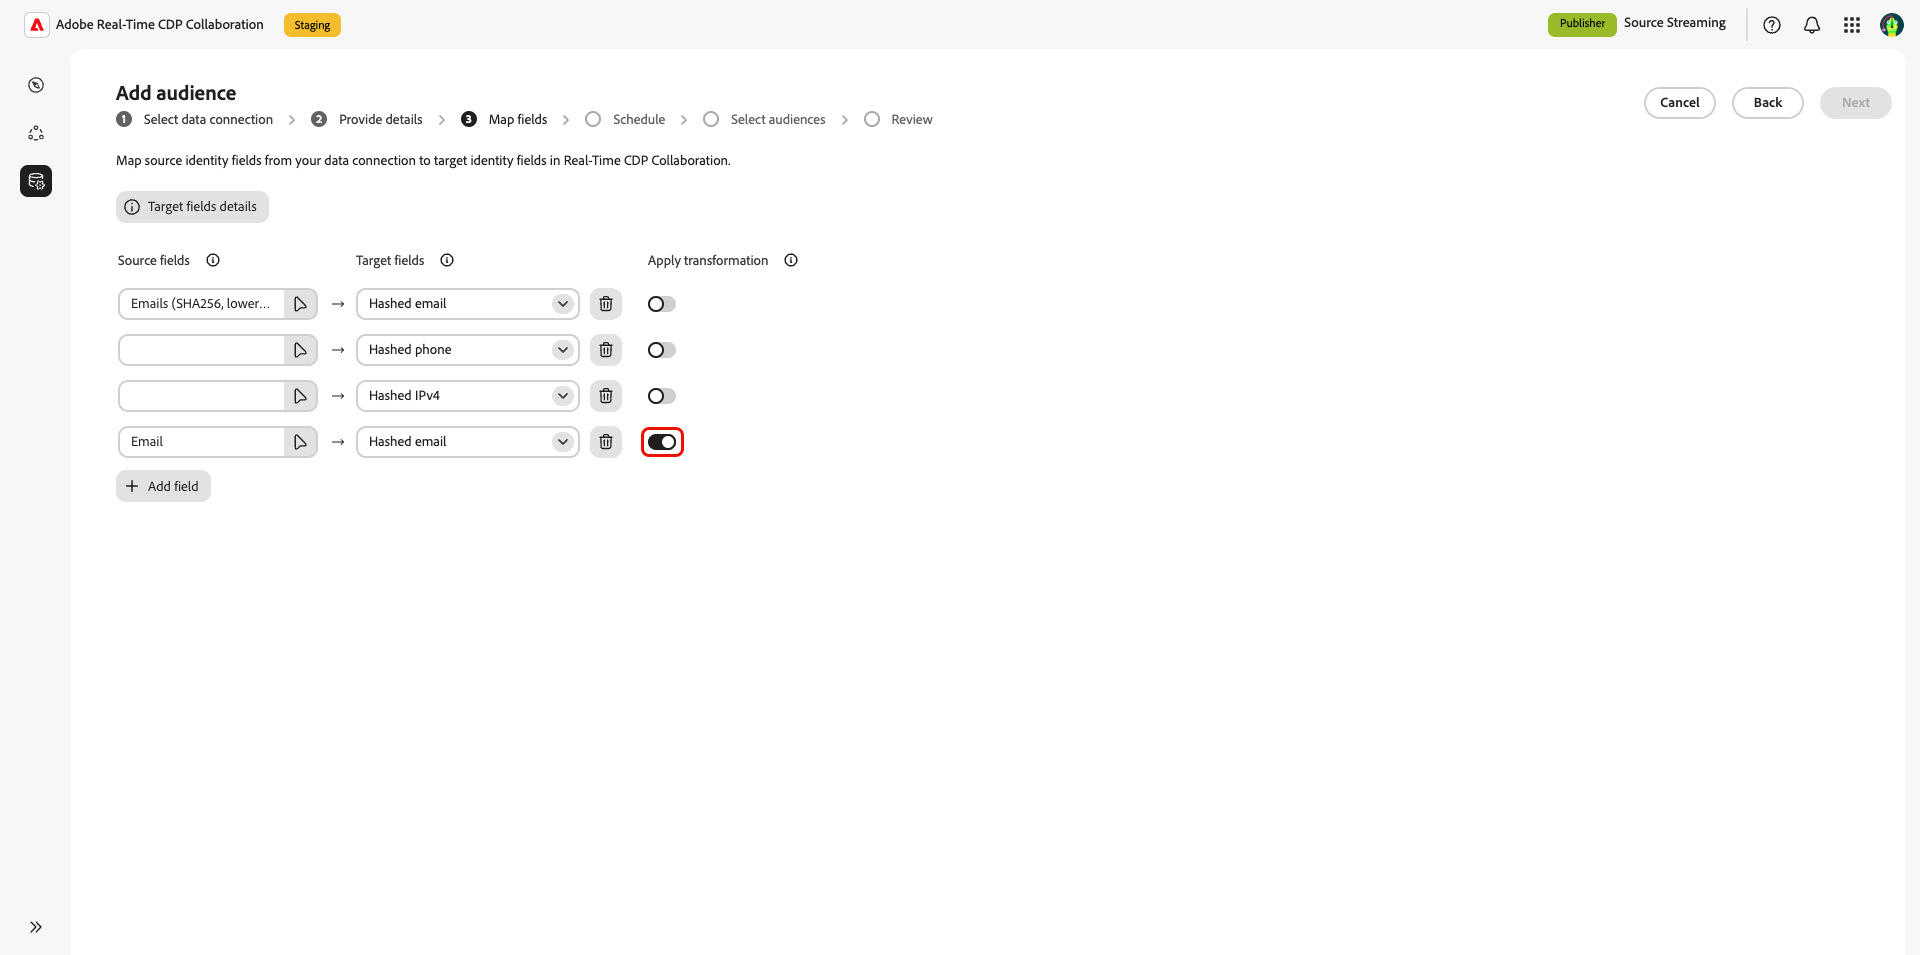 Adobe Real-Time CDP Collaboration Staging Publisher Source Streaming
Add audience
Cancel Back Next
1 Select data connection 2 Provide details 3 Map fields Schedule Select audiences Review
Map source identity fields from your data connection to target identity fields in Real-Time CDP Collaboration.
Target fields details
Source fields Target fields Apply transformation
Emails (SHA256, lower... Hashed email
Hashed phone
Hashed IPv4
Email Hashed email
Add field